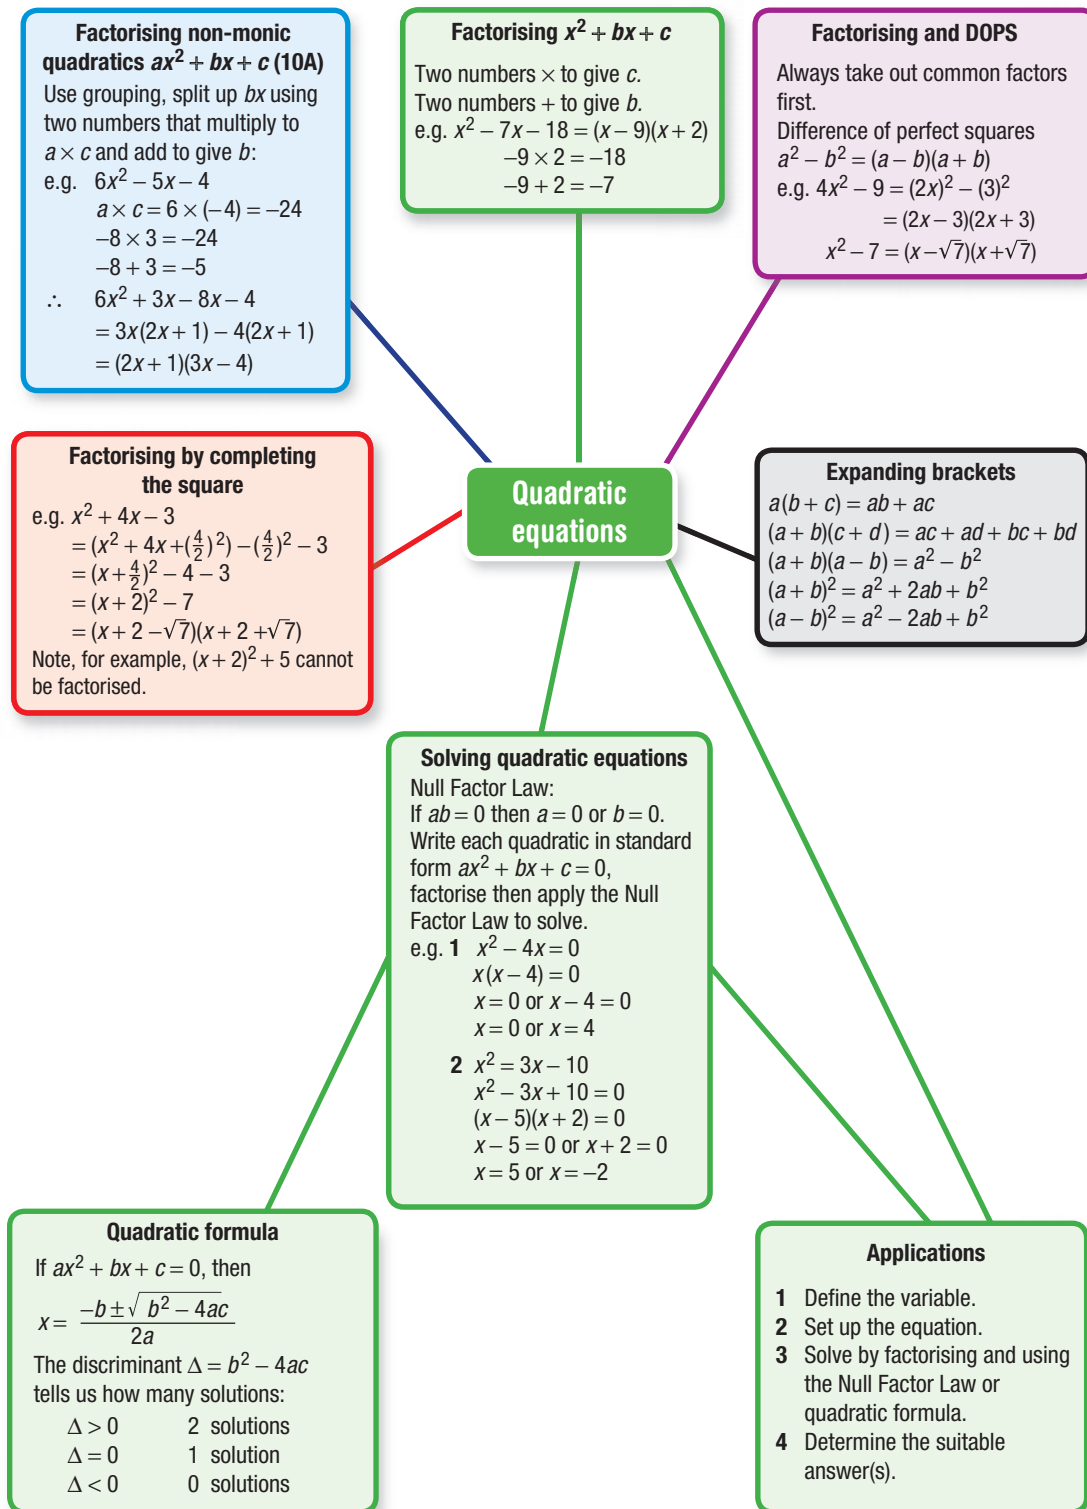 Factorising non-monic
quadratics ax² + bx + c (10A)
Use grouping, split up bx using
two numbers that multiply to
a × c and add to give b:
e.g. 6x² − 5x − 4
a × c = 6 × (−4) = −24
−8 × 3 = −24
−8 + 3 = −5
∴ 6x² + 3x − 8x − 4
= 3x(2x + 1) − 4(2x + 1)
= (2x + 1)(3x − 4)
Factorising x² + bx + c
Two numbers × to give c.
Two numbers + to give b.
e.g. x² − 7x − 18 = (x − 9)(x + 2)
−9 × 2 = −18
−9 + 2 = −7
Factorising and DOPS
Always take out common factors
first.
Difference of perfect squares
a² − b² = (a − b)(a + b)
e.g. 4x² − 9 = (2x)² − (3)²
= (2x − 3)(2x + 3)
x² − 7 = (x − √7)(x + √7)
Factorising by completing
the square
e.g. x² + 4x − 3
= (x² + 4x + (4/2)²) − (4/2)² − 3
= (x + 4/2)² − 4 − 3
= (x + 2)² − 7
= (x + 2 − √7)(x + 2 + √7)
Note, for example, (x + 2)² + 5 cannot
be factorised.
Quadratic
equations
Expanding brackets
a(b + c) = ab + ac
(a + b)(c + d) = ac + ad + bc + bd
(a + b)(a − b) = a² − b²
(a + b)² = a² + 2ab + b²
(a − b)² = a² − 2ab + b²
Solving quadratic equations
Null Factor Law:
If ab = 0 then a = 0 or b = 0.
Write each quadratic in standard
form ax² + bx + c = 0,
factorise then apply the Null
Factor Law to solve.
e.g. 1 x² − 4x = 0
x(x − 4) = 0
x = 0 or x − 4 = 0
x = 0 or x = 4
2 x² = 3x − 10
x² − 3x + 10 = 0
(x − 5)(x + 2) = 0
x − 5 = 0 or x + 2 = 0
x = 5 or x = −2
Quadratic formula
If ax² + bx + c = 0, then
x = (−b ± √(b² − 4ac))/2a
The discriminant Δ = b² − 4ac
tells us how many solutions:
Δ > 0 2 solutions
Δ = 0 1 solution
Δ < 0 0 solutions
Applications
1 Define the variable.
2 Set up the equation.
3 Solve by factorising and using
the Null Factor Law or
quadratic formula.
4 Determine the suitable
answer(s).